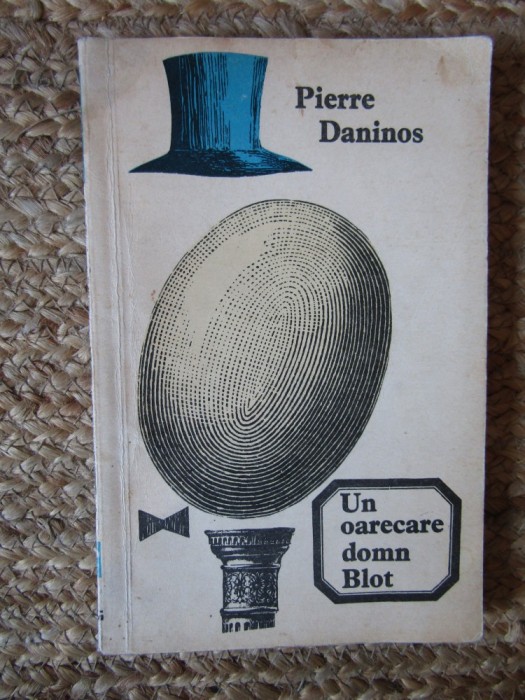 Pierre
Daninos
Un
oarecare
domn
Blot